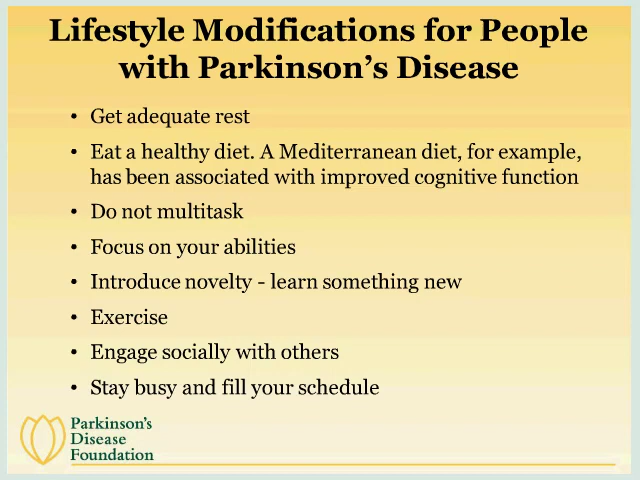 Lifestyle Modifications for People
with Parkinson’s Disease
• Get adequate rest
• Eat a healthy diet. A Mediterranean diet, for example,
has been associated with improved cognitive function
• Do not multitask
• Focus on your abilities
• Introduce novelty - learn something new
• Exercise
• Engage socially with others
• Stay busy and fill your schedule
Parkinson’s
Disease
Foundation